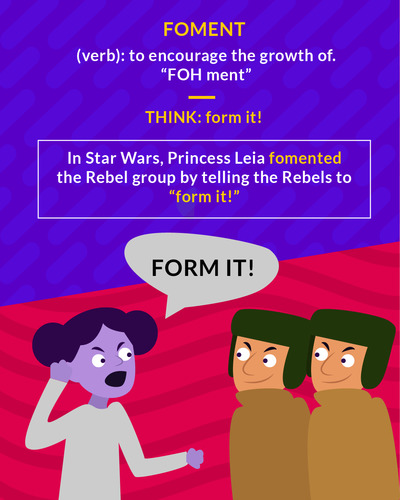 FOMENT
(verb): to encourage the growth of.
“FOH ment”
THINK: form it!
In Star Wars, Princess Leia fomented
the Rebel group by telling the Rebels to
“form it!”
FORM IT!